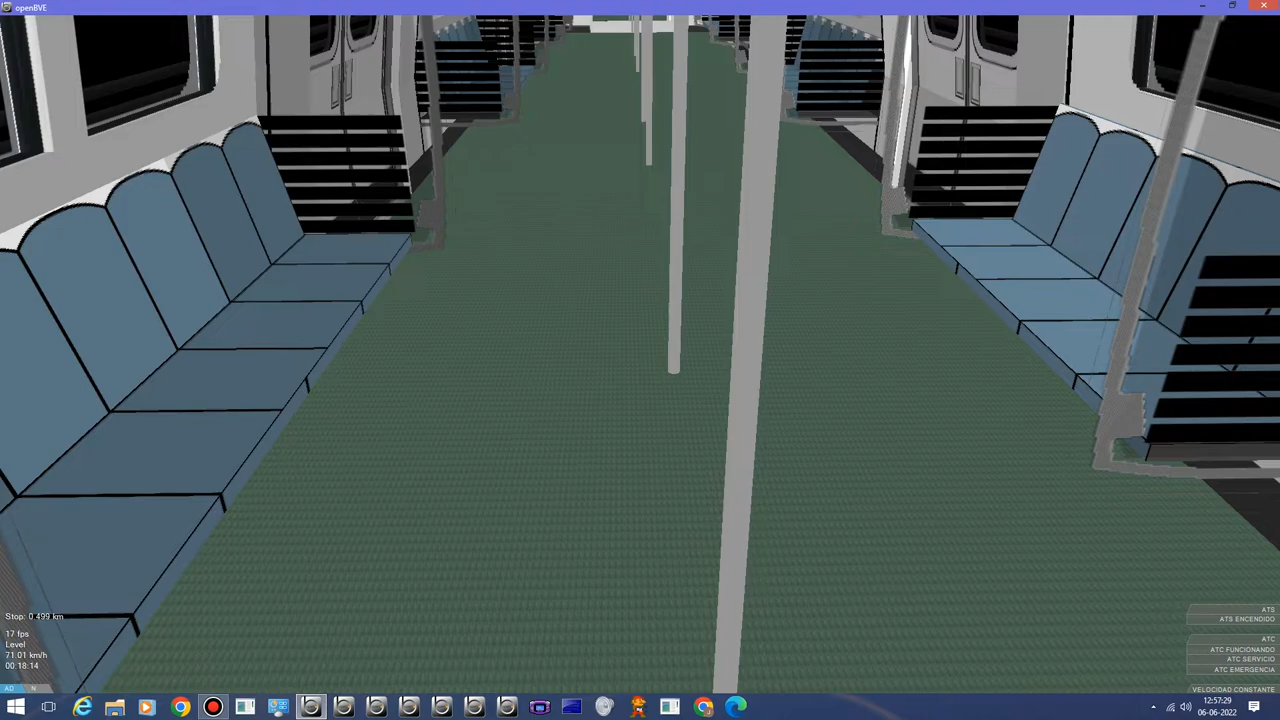 openBVE
Stop: 0 499 km
17 fps
Level
71.01 km/h
00:18:14
AD N
ATS
ATS ENCENDIDO
ATC
ATC FUNCIONANDO
ATC SERVICIO
ATC EMERGENCIA
VELOCIDAD CONSTANTE
12:57:29
06-06-2022